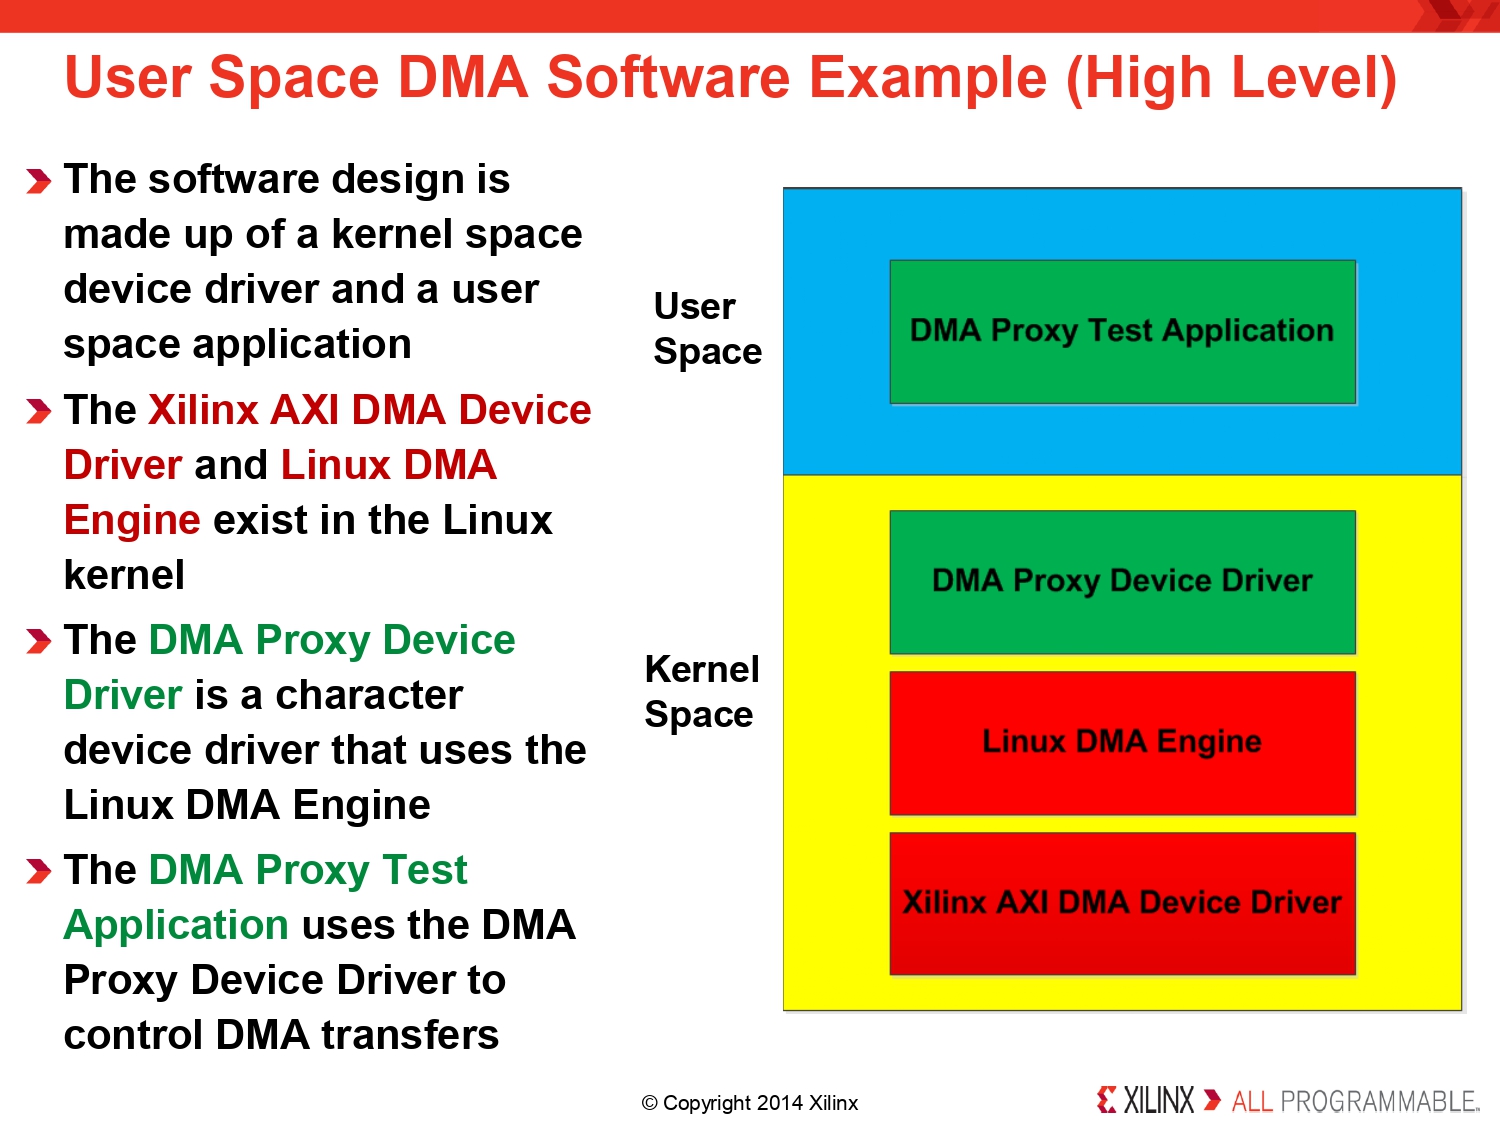 User Space DMA Software Example (High Level)
The software design is
made up of a kernel space
device driver and a user
space application
The Xilinx AXI DMA Device
Driver and Linux DMA
Engine exist in the Linux
kernel
The DMA Proxy Device
Driver is a character
device driver that uses the
Linux DMA Engine
The DMA Proxy Test
Application uses the DMA
Proxy Device Driver to
control DMA transfers
User
Space
DMA Proxy Test Application
Kernel
Space
DMA Proxy Device Driver
Linux DMA Engine
Xilinx AXI DMA Device Driver
© Copyright 2014 Xilinx
XILINX ALL PROGRAMMABLE™